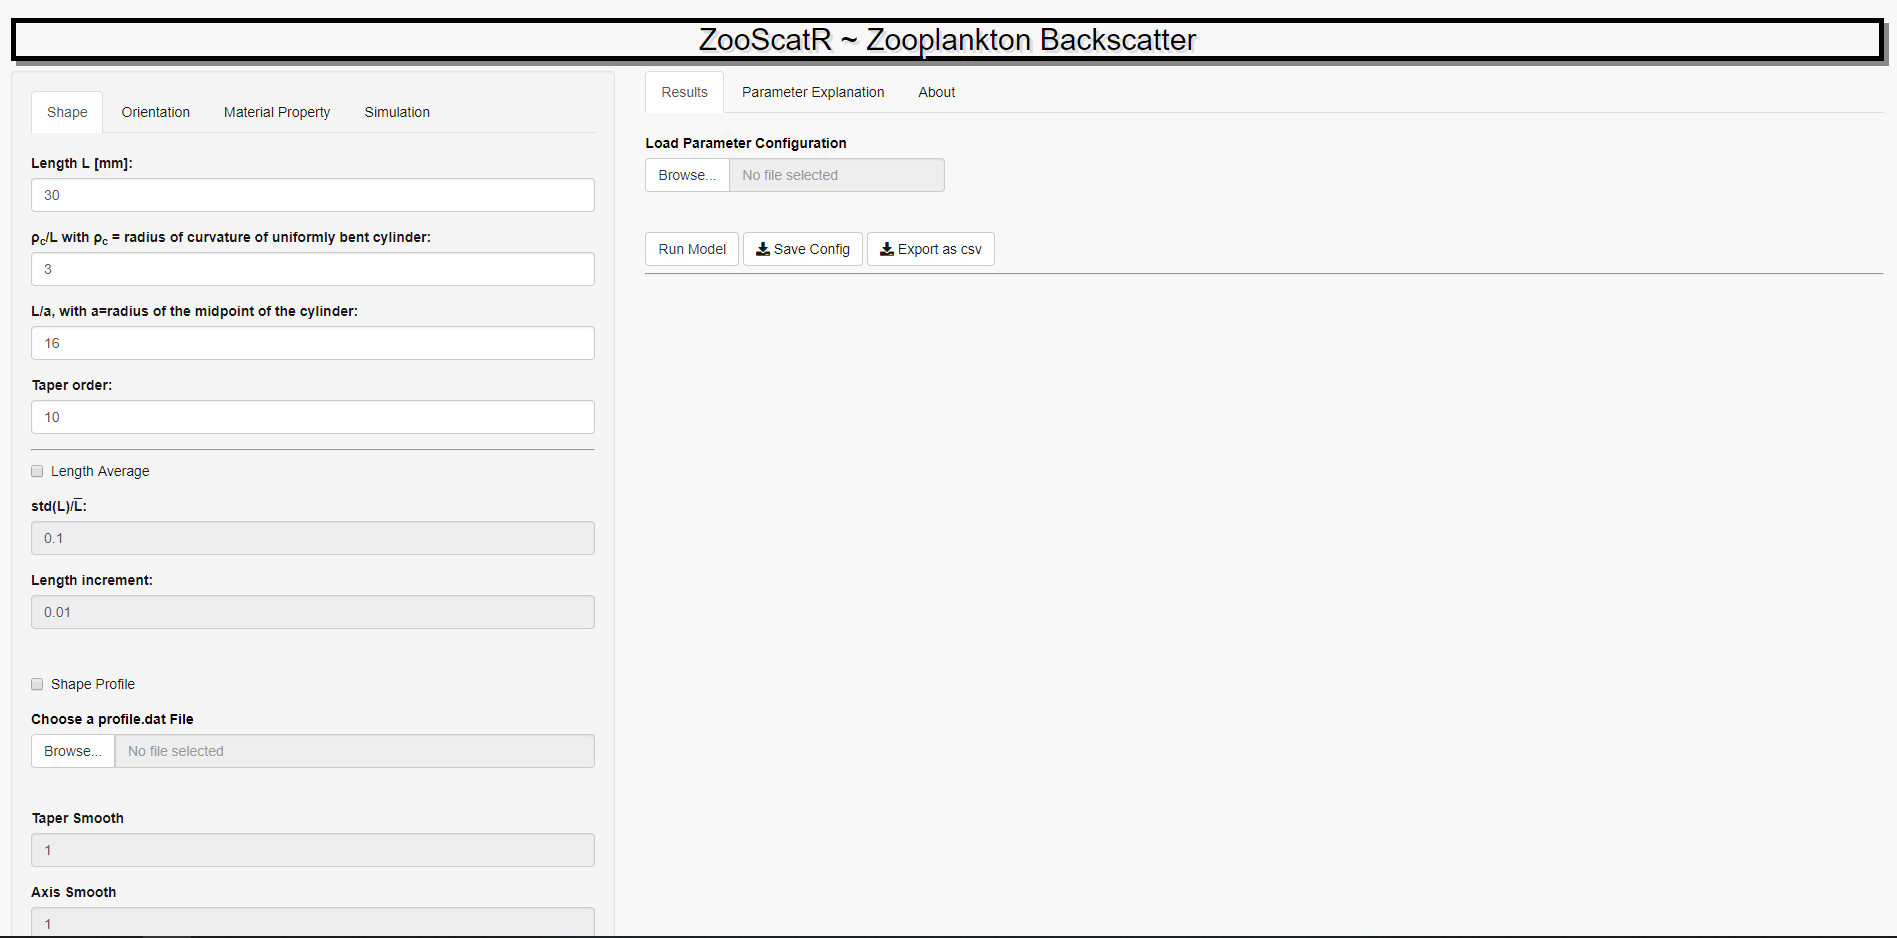 ZooScatR ~ Zooplankton Backscatter
Shape Orientation Material Property Simulation
Length L [mm]:
30
ρc/L with ρc = radius of curvature of uniformly bent cylinder:
3
L/a, with a=radius of the midpoint of the cylinder:
16
Taper order:
10
Length Average
std(L)/L̅:
0.1
Length increment:
0.01
Shape Profile
Choose a profile.dat File
Browse... No file selected
Taper Smooth
1
Axis Smooth
1
Results Parameter Explanation About
Load Parameter Configuration
Browse... No file selected
Run Model Save Config Export as csv